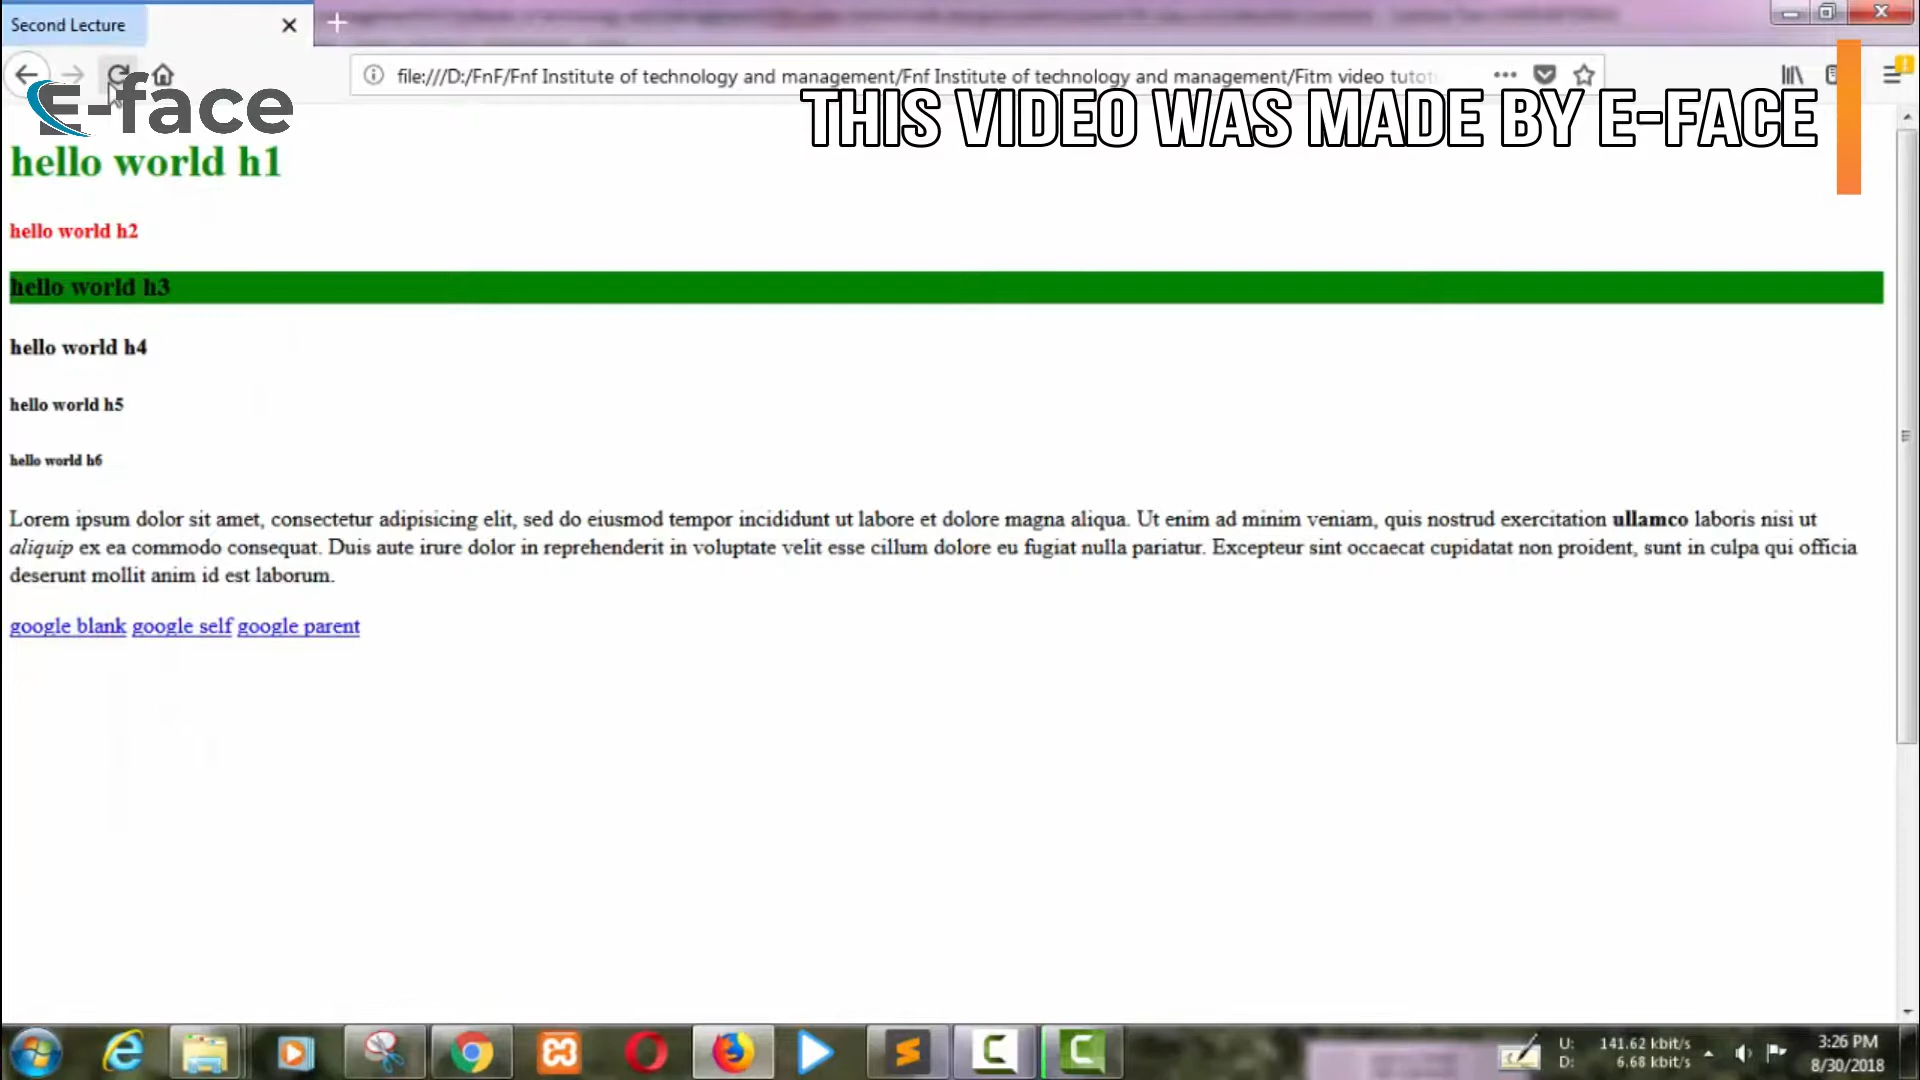 Second Lecture
file:///D:/FnF/Fnf Institute of technology and management/Fnf Institute of technology and management/Fitm video tutor
E-face
THIS VIDEO WAS MADE BY E-FACE
hello world h1
hello world h2
hello world h3
hello world h4
hello world h5
hello world h6
Lorem ipsum dolor sit amet, consectetur adipisicing elit, sed do eiusmod tempor incididunt ut labore et dolore magna aliqua. Ut enim ad minim veniam, quis nostrud exercitation ullamco laboris nisi ut
aliquip ex ea commodo consequat. Duis aute irure dolor in reprehenderit in voluptate velit esse cillum dolore eu fugiat nulla pariatur. Excepteur sint occaecat cupidatat non proident, sunt in culpa qui officia
deserunt mollit anim id est laborum.
google blank google self google parent
U: 141.62 kbit/s
D: 6.68 kbit/s
3:26 PM
8/30/2018